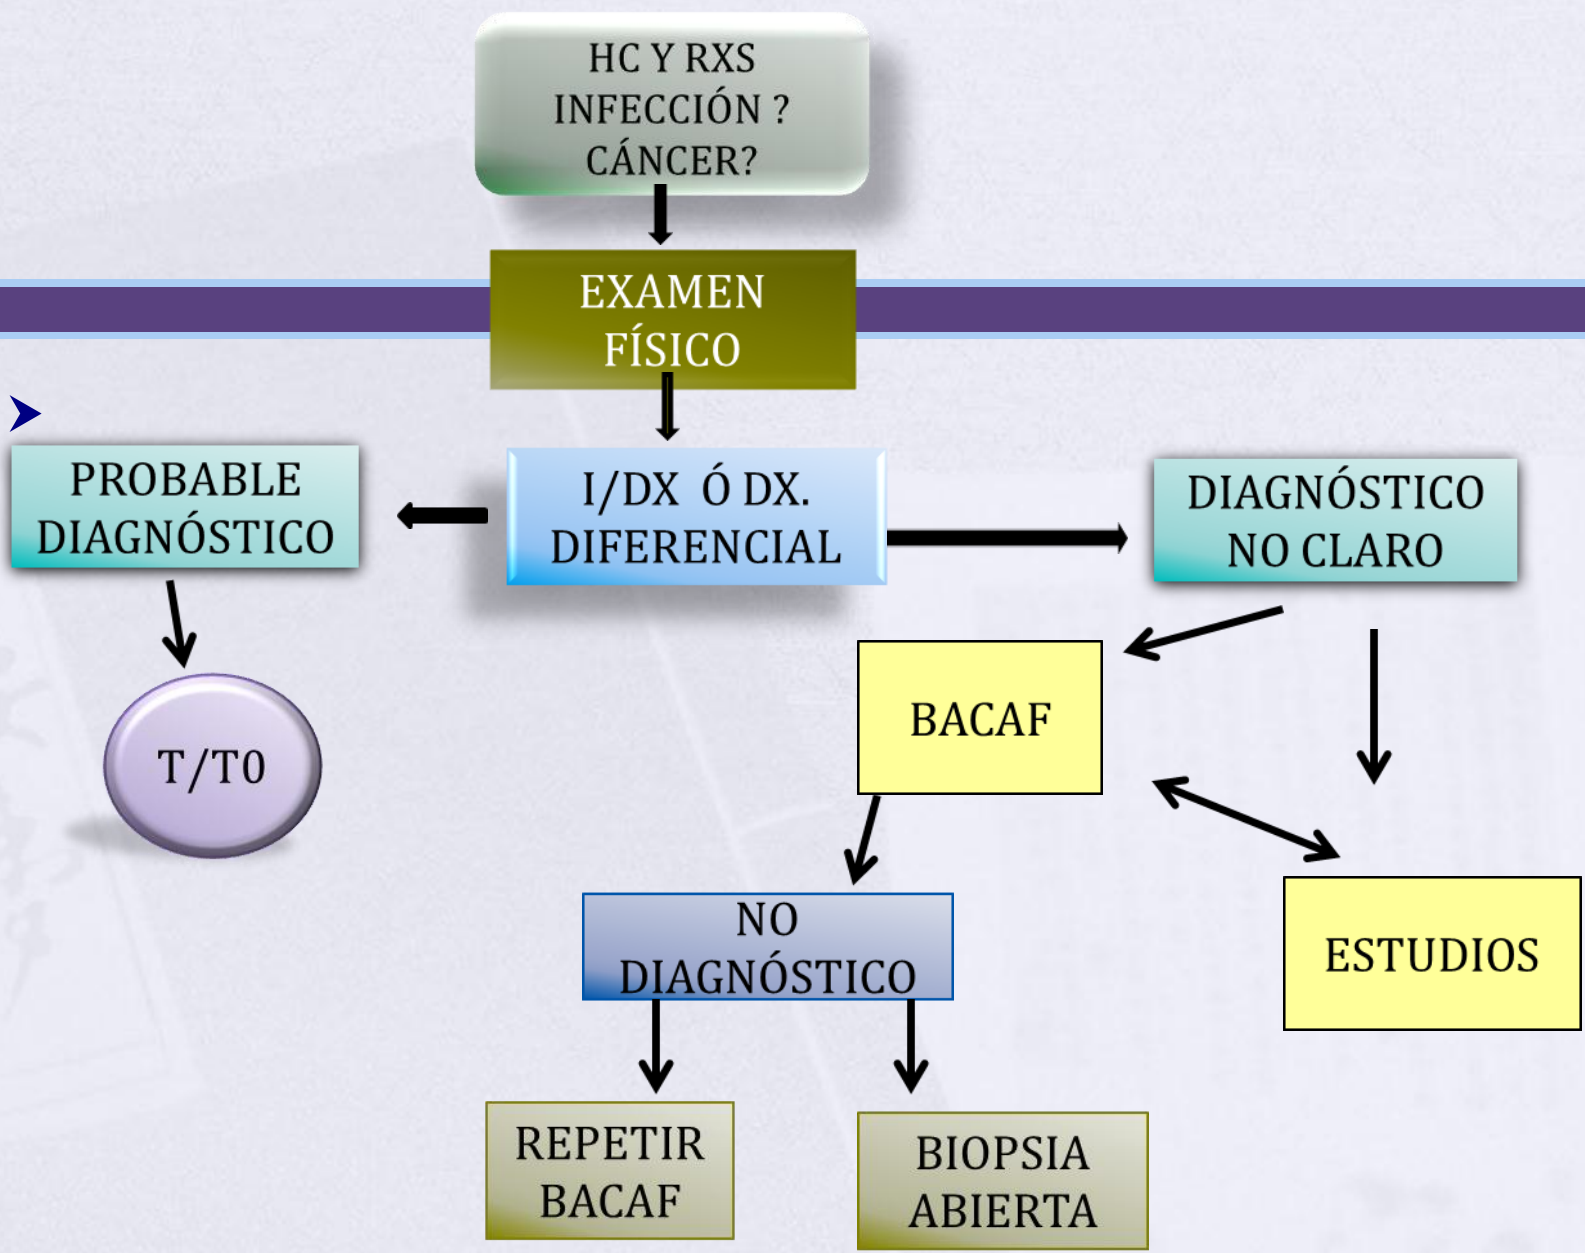 HC Y RXS
INFECCIÓN ?
CÁNCER?
EXAMEN
FÍSICO
PROBABLE
DIAGNÓSTICO
I/DX Ó DX.
DIFERENCIAL
DIAGNÓSTICO
NO CLARO
T/T0
BACAF
NO
DIAGNÓSTICO
ESTUDIOS
REPETIR
BACAF
BIOPSIA
ABIERTA